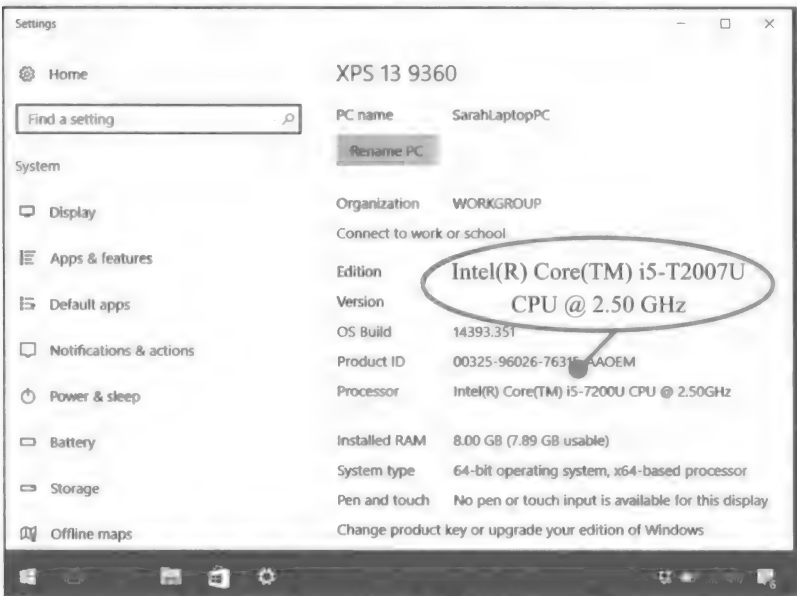 Settings
Home
Find a setting
System
Display
Apps & features
Default apps
Notifications & actions
Power & sleep
Battery
Storage
Offline maps
XPS 13 9360
PC name SarahLaptopPC
Rename PC
Organization WORKGROUP
Connect to work or school
Edition
Version
Intel(R) Core(TM) i5-T2007U
CPU @ 2.50 GHz
OS Build 14393.351
Product ID 00325-96026-76315-AAOEM
Processor Intel(R) Core(TM) i5-7200U CPU @ 2.50GHz
Installed RAM 8.00 GB (7.89 GB usable)
System type 64-bit operating system, x64-based processor
Pen and touch No pen or touch input is available for this display
Change product key or upgrade your edition of Windows
6